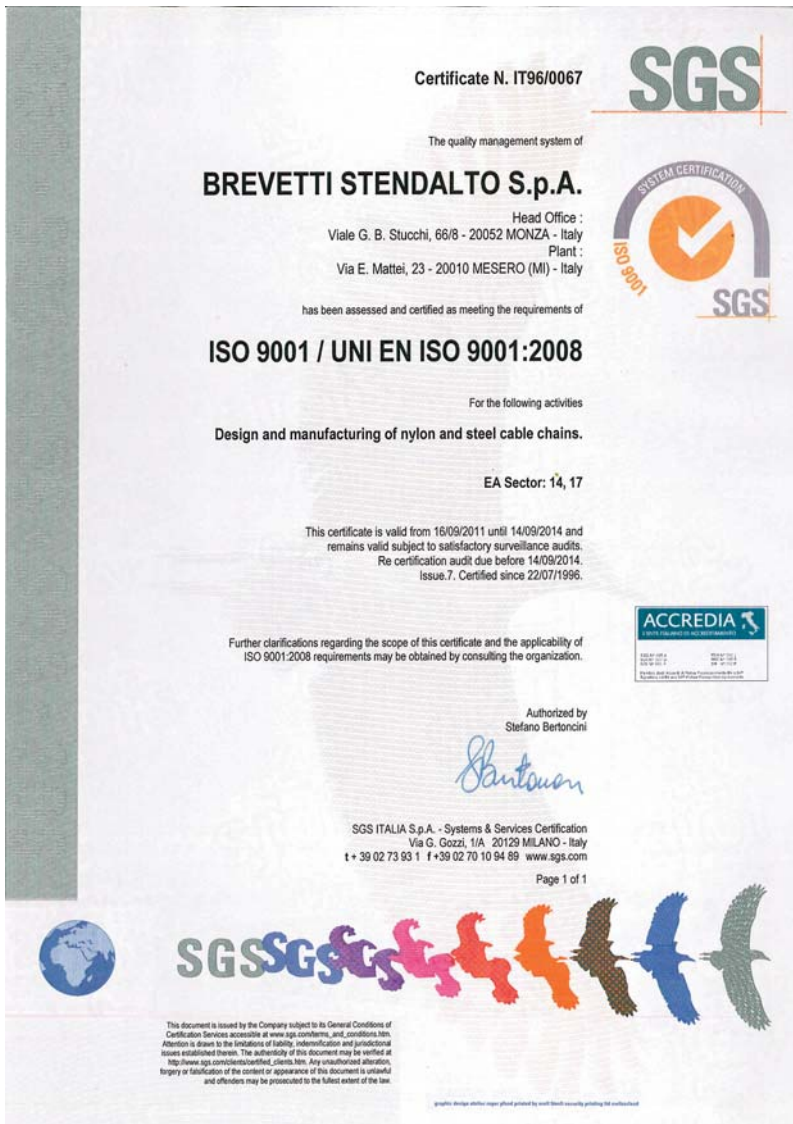 Certificate N. IT96/0067
SGS
The quality management system of
BREVETTI STENDALTO S.p.A.
SYSTEM CERTIFICATION
ISO 9001
SGS
Head Office :
Viale G. B. Stucchi, 66/8 - 20052 MONZA - Italy
Plant :
Via E. Mattei, 23 - 20010 MESERO (MI) - Italy
has been assessed and certified as meeting the requirements of
ISO 9001 / UNI EN ISO 9001:2008
For the following activities
Design and manufacturing of nylon and steel cable chains.
EA Sector: 14, 17
This certificate is valid from 16/09/2011 until 14/09/2014 and
remains valid subject to satisfactory surveillance audits.
Re certification audit due before 14/09/2014.
Issue.7. Certified since 22/07/1996.
ACCREDIA
L'ENTE ITALIANO DI ACCREDITAMENTO
Further clarifications regarding the scope of this certificate and the applicability of
ISO 9001:2008 requirements may be obtained by consulting the organization.
Authorized by
Stefano Bertoncini
SGS ITALIA S.p.A. - Systems & Services Certification
Via G. Gozzi, 1/A 20129 MILANO - Italy
t + 39 02 73 93 1 f +39 02 70 10 94 89 www.sgs.com
Page 1 of 1
SGS SGS SGS
This document is issued by the Company subject to its General Conditions of
Certification Services accessible at www.sgs.com/terms_and_conditions.htm.
Attention is drawn to the limitations of liability, indemnification and jurisdictional
issues established therein. The authenticity of this document may be verified at
http://www.sgs.com/clients/certified_clients.htm. Any unauthorized alteration,
forgery or falsification of the content or appearance of this document is unlawful
and offenders may be prosecuted to the fullest extent of the law.